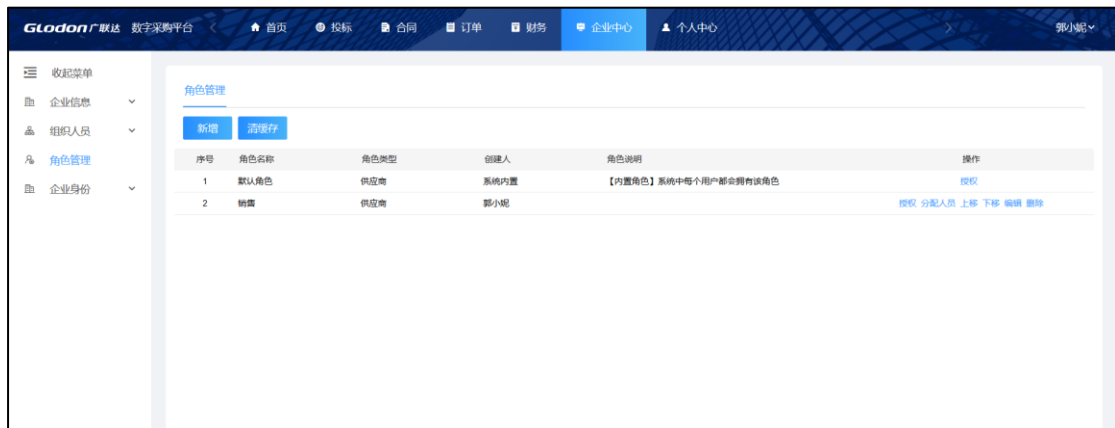 GLodon广联达 数字采购平台 首页 投标 合同 订单 财务 企业中心 个人中心 郭小妮
收起菜单
企业信息
组织人员
角色管理
企业身份
角色管理
新增 清缓存
序号 角色名称 角色类型 创建人 角色说明 操作
1 默认角色 供应商 系统内置 【内置角色】系统中每个用户都会拥有该角色 授权
2 销售 供应商 郭小妮 授权 分配人员 上移 下移 编辑 删除